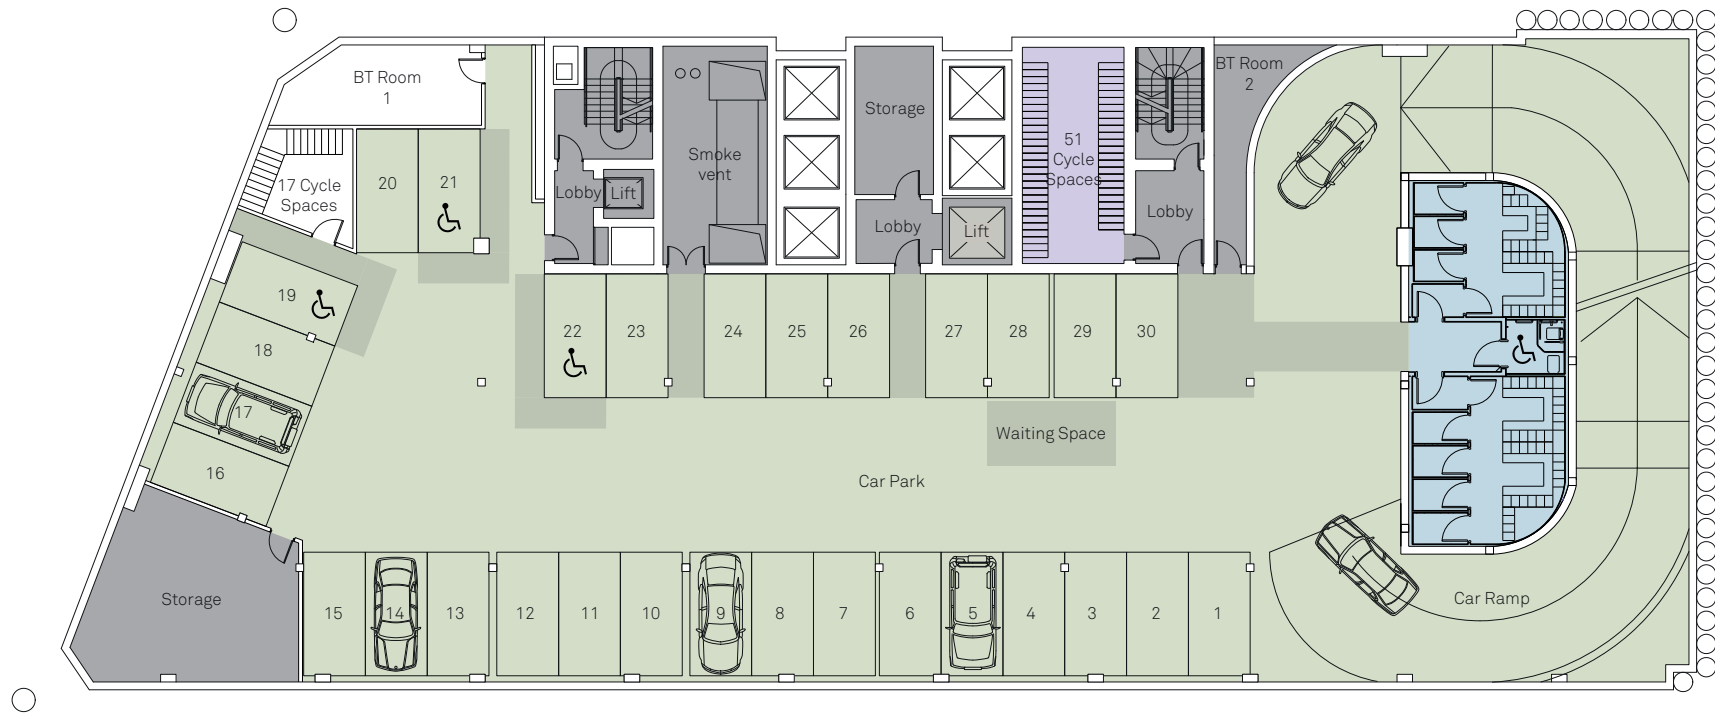 BT Room
1
BT Room
2
Storage
51
Cycle
Spaces
Smoke
vent
20
21
17 Cycle
Spaces
Lobby
Lift
Lobby
Lobby
Lift
19
22
23
24
25
26
27
28
29
30
18
17
Waiting Space
16
Car Park
Storage
15
14
13
12
11
10
9
8
7
6
5
4
3
2
1
Car Ramp